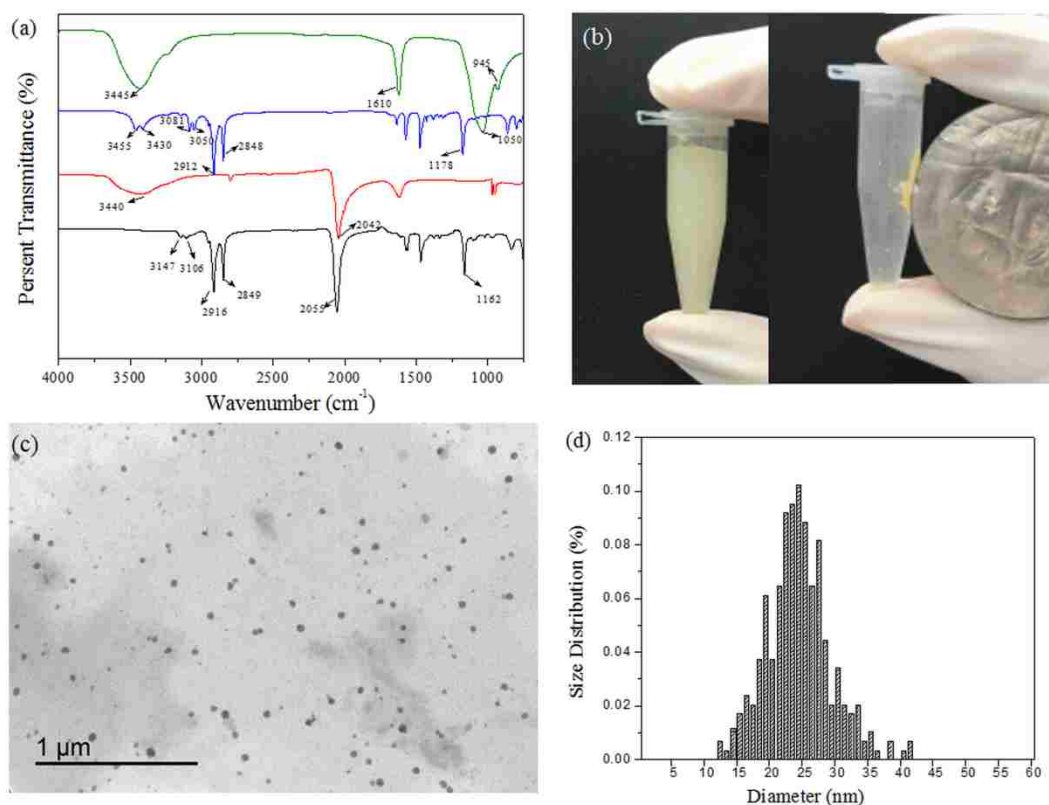 (a)
Persent Transmittance (%)
3445
1610
945
1050
3455
3430
3081
3050
2912
2848
1178
3440
2042
3147
3106
2916
2849
2055
1162
4000 3500 3000 2500 2000 1500 1000
Wavenumber (cm-1)
(b)
(c)
1 μm
(d)
Size Distribution (%)
0.12
0.10
0.08
0.06
0.04
0.02
0.00
5 10 15 20 25 30 35 40 45 50 55 60
Diameter (nm)